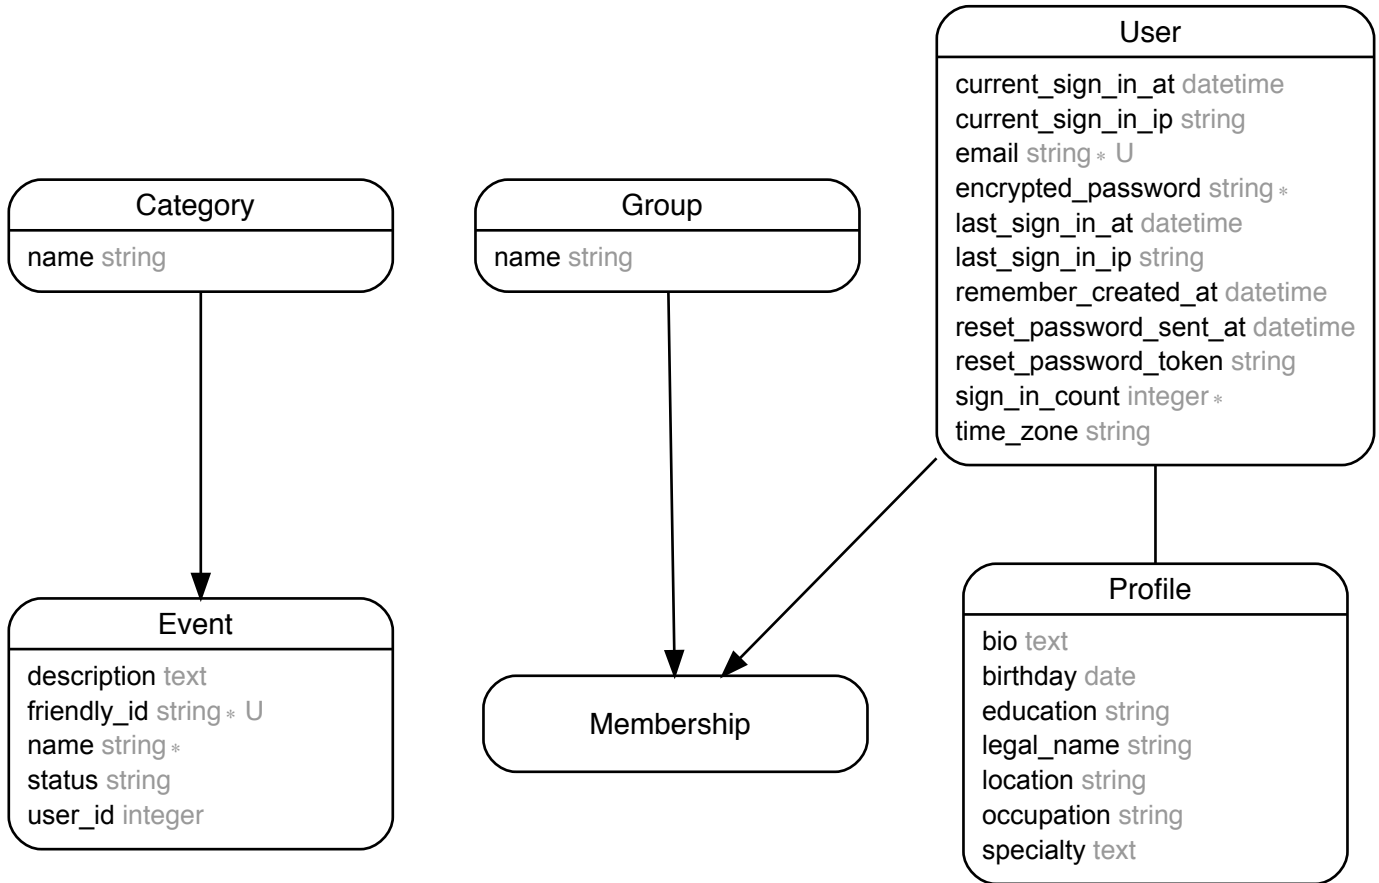 User
current_sign_in_at datetime
current_sign_in_ip string
email string * U
encrypted_password string *
last_sign_in_at datetime
last_sign_in_ip string
remember_created_at datetime
reset_password_sent_at datetime
reset_password_token string
sign_in_count integer *
time_zone string
Category
name string
Group
name string
Event
description text
friendly_id string * U
name string *
status string
user_id integer
Membership
Profile
bio text
birthday date
education string
legal_name string
location string
occupation string
specialty text